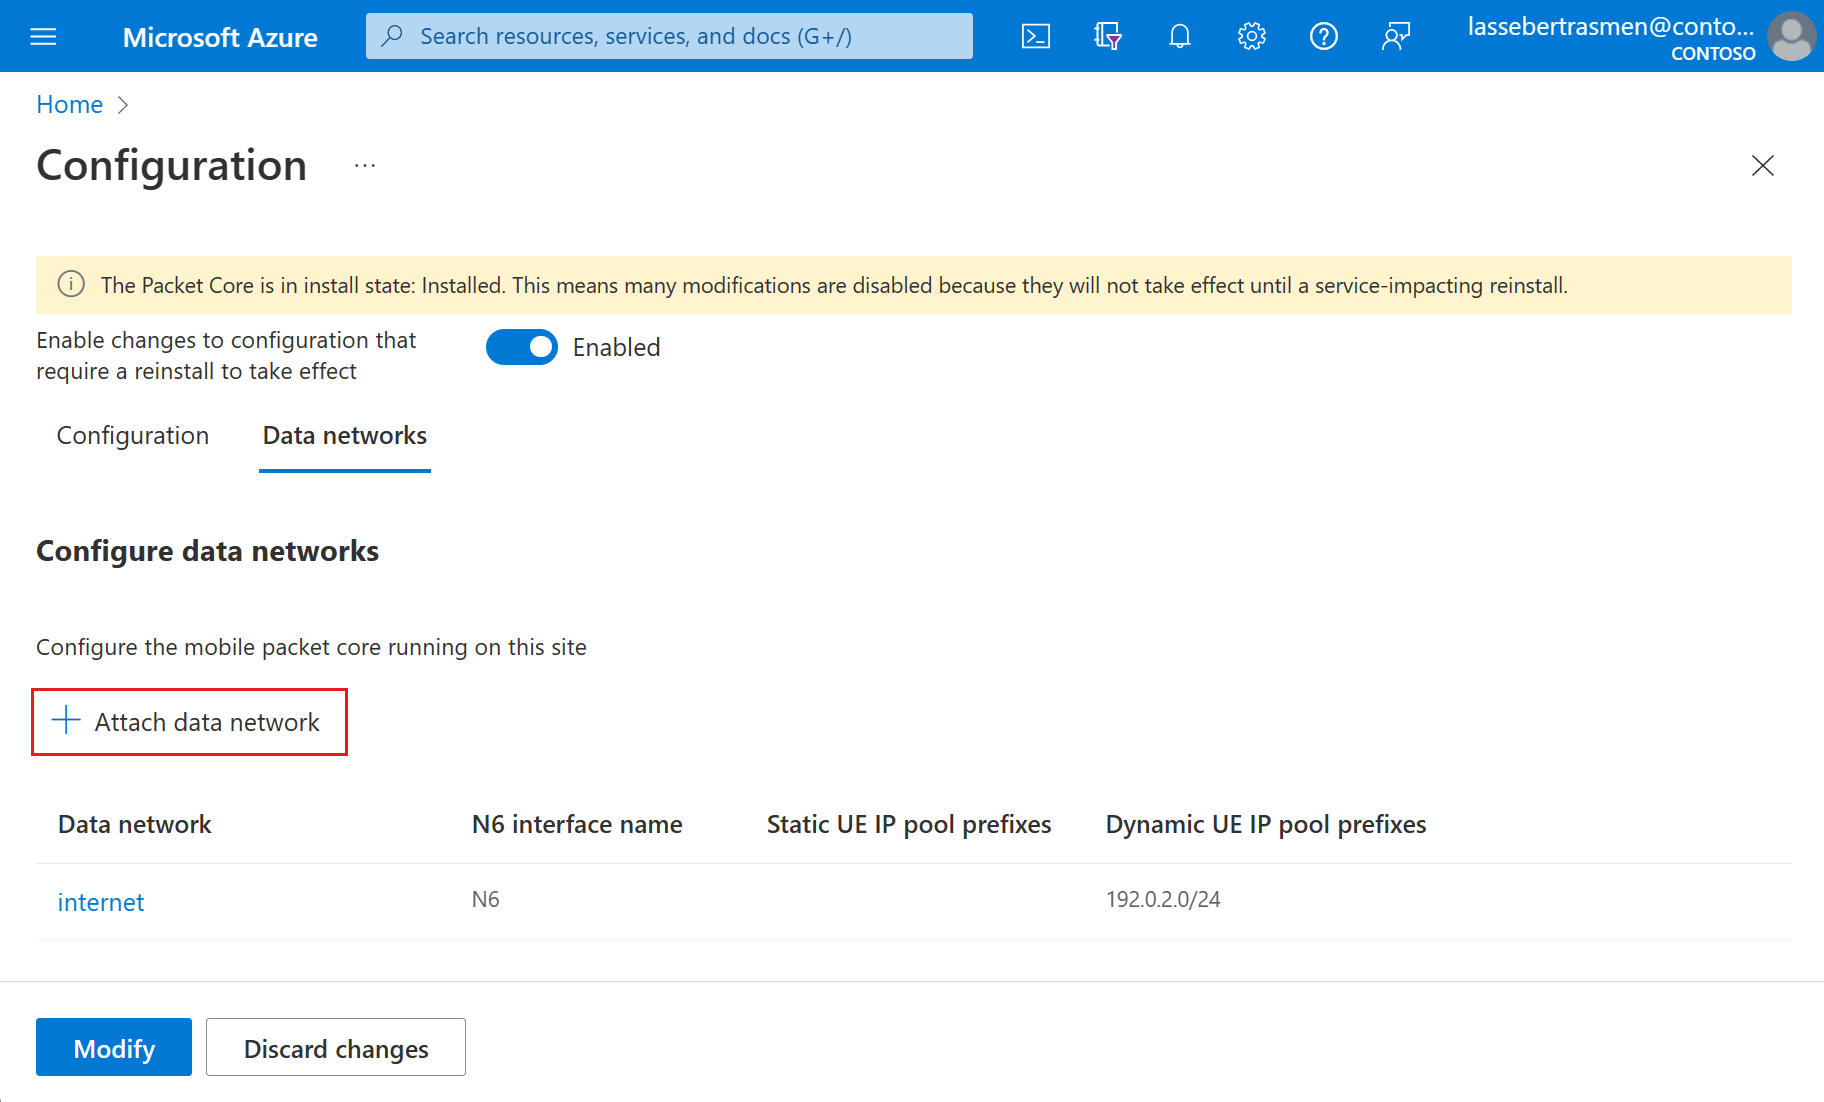 Microsoft Azure
Search resources, services, and docs (G+/)
lassebertrasmen@conto...
CONTOSO
Home
Configuration ...
The Packet Core is in install state: Installed. This means many modifications are disabled because they will not take effect until a service-impacting reinstall.
Enable changes to configuration that
require a reinstall to take effect
Enabled
Configuration Data networks
Configure data networks
Configure the mobile packet core running on this site
Attach data network
Data network N6 interface name Static UE IP pool prefixes Dynamic UE IP pool prefixes
internet N6 192.0.2.0/24
Modify Discard changes